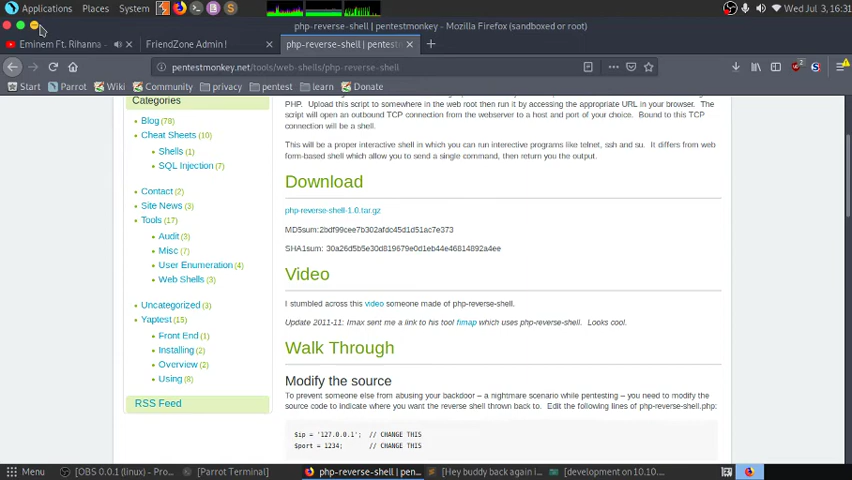 Applications Places System Wed Jul 3, 16:31
php-reverse-shell | pentestmonkey - Mozilla Firefox (sandboxed or root)
Eminem Ft. Rihanna FriendZone Admin ! php-reverse-shell | pentest
pentestmonkey.net/tools/web-shells/php-reverse-shell
Start Parrot Wiki Community privacy pentest learn Donate
Categories
Blog (78)
Cheat Sheets (10)
Shells (1)
SQL Injection (7)
Contact (2)
Site News (3)
Tools (17)
Audit (3)
Misc (7)
User Enumeration (4)
Web Shells (3)
Uncategorized (3)
Yaptest (15)
Front End (1)
Installing (2)
Overview (2)
Using (8)
RSS Feed
PHP. Upload this script to somewhere in the web root then run it by accessing the appropriate URL in your browser. The
script will open an outbound TCP connection from the webserver to a host and port of your choice. Bound to this TCP
connection will be a shell.
This will be a proper interactive shell in which you can run interective programs like telnet, ssh and su. It differs from web
form-based shell which allow you to send a single command, then return you the output.
Download
php-reverse-shell-1.0.tar.gz
MD5sum:2bdf99cee7b302afdc45d1d51ac7e373
SHA1sum: 30a26d5b5e30d819679e0d1eb44e46814892a4ee
Video
I stumbled across this video someone made of php-reverse-shell.
Update 2011-11: Imax sent me a link to his tool fimap which uses php-reverse-shell. Looks cool.
Walk Through
Modify the source
To prevent someone else from abusing your backdoor – a nightmare scenario while pentesting – you need to modify the
source code to indicate where you want the reverse shell thrown back to. Edit the following lines of php-reverse-shell.php:
$ip = '127.0.0.1'; // CHANGE THIS
$port = 1234; // CHANGE THIS
Menu [OBS 0.0.1 (linux) - Pro... [Parrot Terminal] php-reverse-shell | pen... [Hey buddy back again i... [development on 10.10....